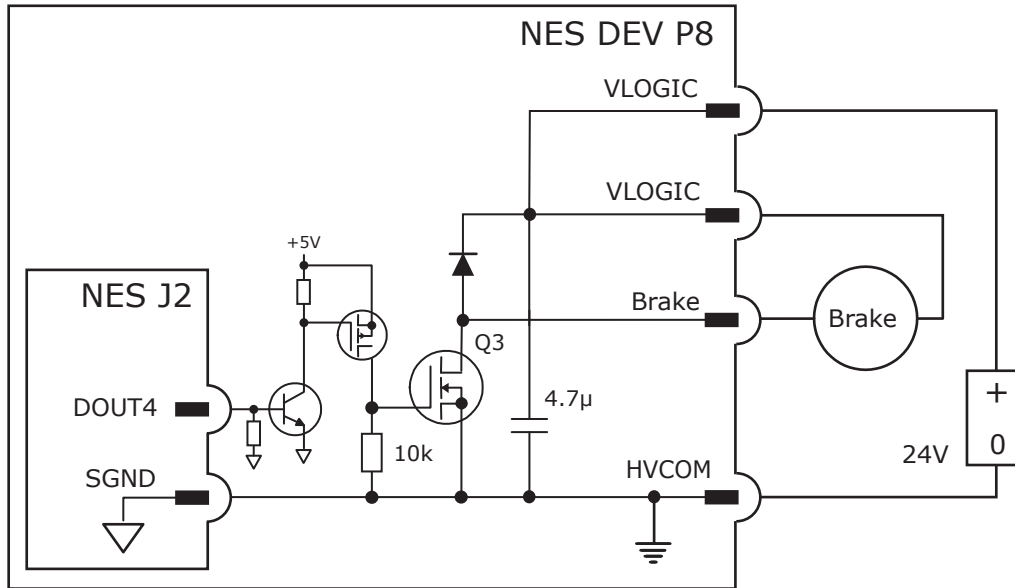 NES DEV P8
VLOGIC
VLOGIC
+5V
NES J2
Brake
Brake
Q3
DOUT4
4.7µ
+
10k
24V
0
SGND
HVCOM